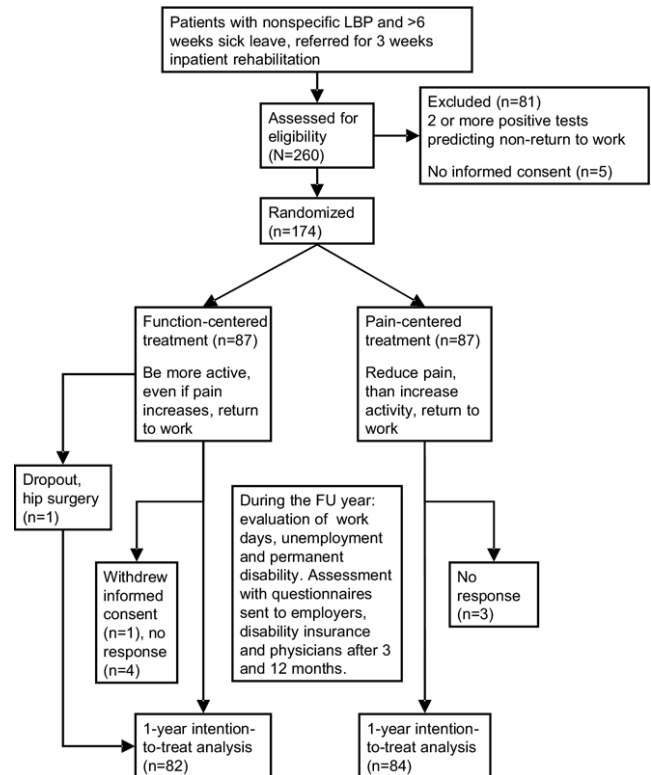 Patients with nonspecific LBP and >6
weeks sick leave, referred for 3 weeks
inpatient rehabilitation
Assessed for
eligibility
(N=260)
Excluded (n=81)
2 or more positive tests
predicting non-return to work
No informed consent (n=5)
Randomized
(n=174)
Function-centered
treatment (n=87)
Be more active,
even if pain
increases, return
to work
Pain-centered
treatment (n=87)
Reduce pain,
than increase
activity, return to
work
Dropout,
hip surgery
(n=1)
Withdrew
informed
consent
(n=1), no
response
(n=4)
During the FU year:
evaluation of work
days, unemployment
and permanent
disability. Assessment
with questionnaires
sent to employers,
disability insurance
and physicians after 3
and 12 months.
No
response
(n=3)
1-year intention-
to-treat analysis
(n=82)
1-year intention-
to-treat analysis
(n=84)